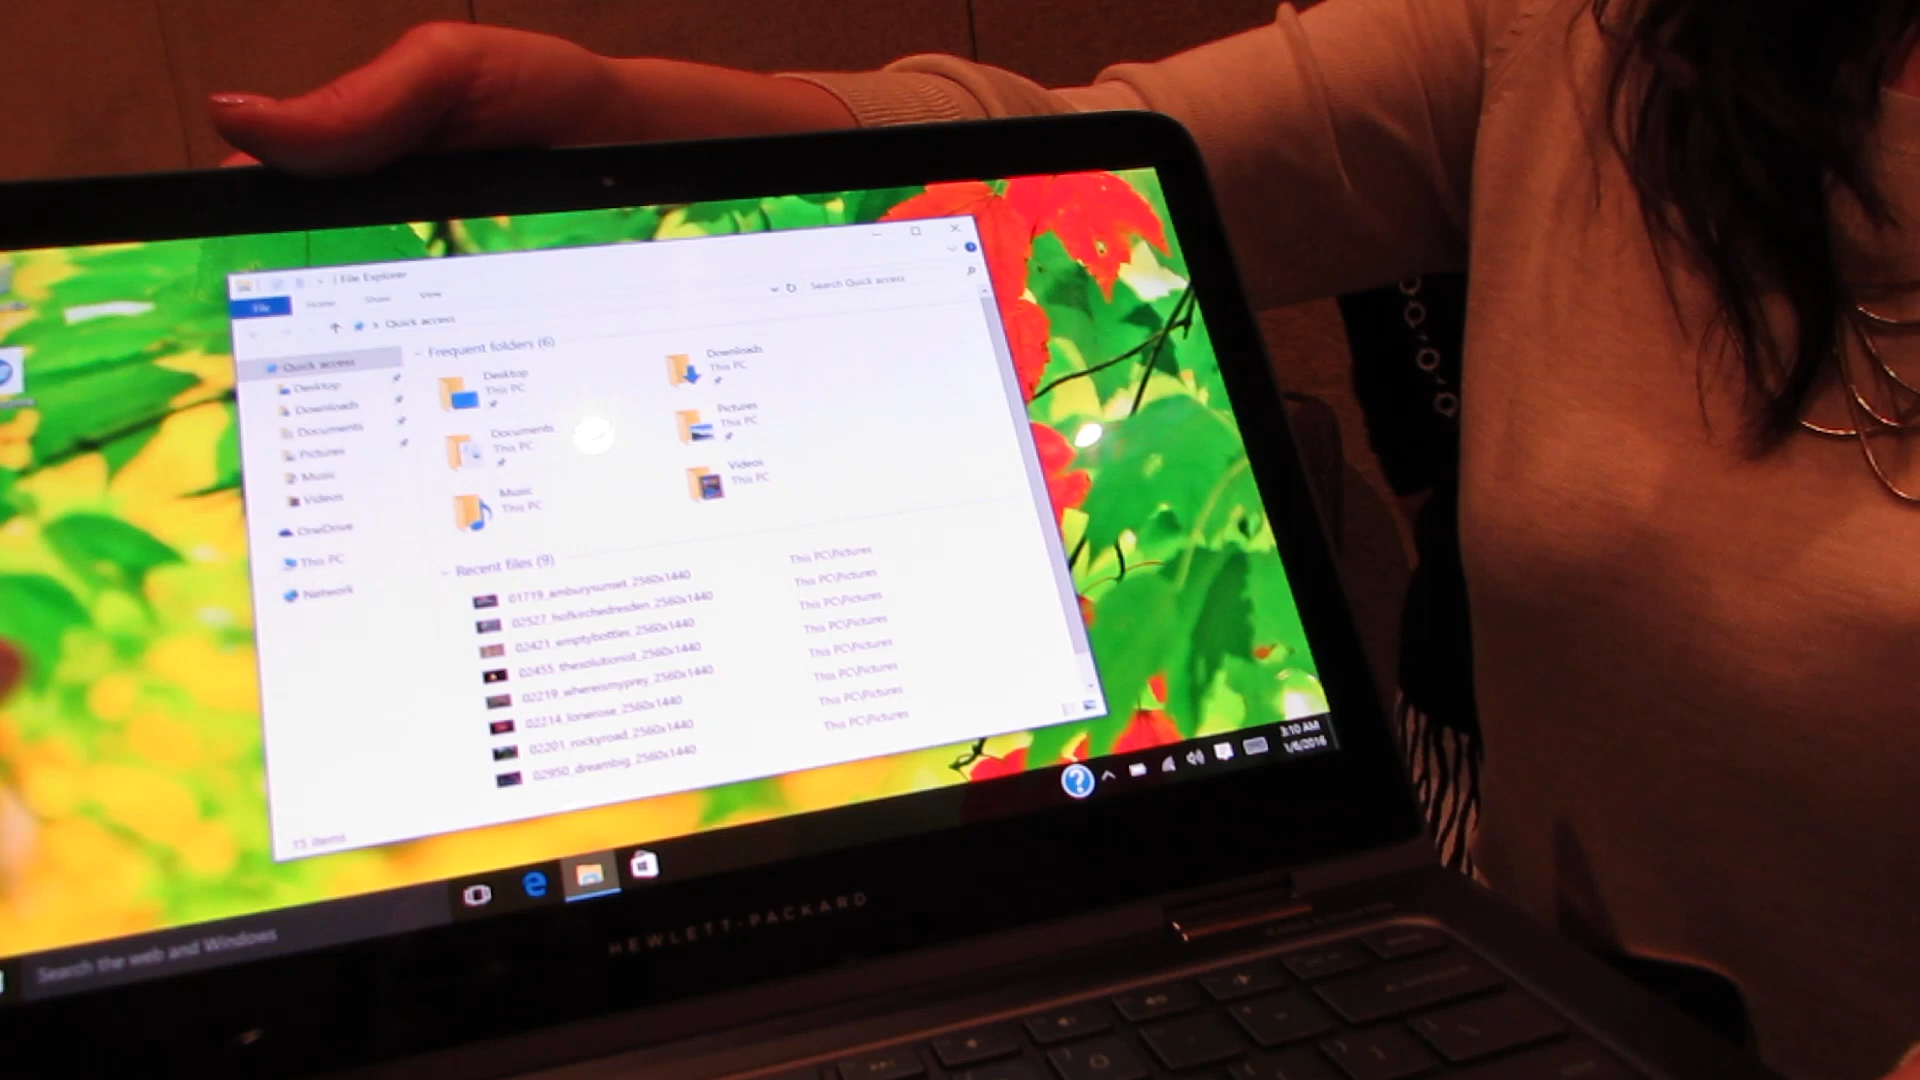 File Explorer
File
Home
Share
View
Quick access
Search Quick access
Quick access
Desktop
Downloads
Documents
Pictures
Music
Videos
OneDrive
This PC
Network
Frequent folders (6)
Desktop
This PC
Downloads
This PC
Documents
This PC
Pictures
This PC
Music
This PC
Videos
This PC
Recent files (9)
01719_amburysunset_2560x1440 This PC\Pictures
02527_hofkirchedresden_2560x1440 This PC\Pictures
02421_emptybottles_2560x1440 This PC\Pictures
02455_thesolutionist_2560x1440 This PC\Pictures
02219_whereismyprey_2560x1440 This PC\Pictures
02214_lonerose_2560x1440 This PC\Pictures
02201_rockyroad_2560x1440 This PC\Pictures
02950_dreambig_2560x1440 This PC\Pictures
15 items
3:10 AM
1/6/2016
Search the web and Windows
HEWLETT-PACKARD